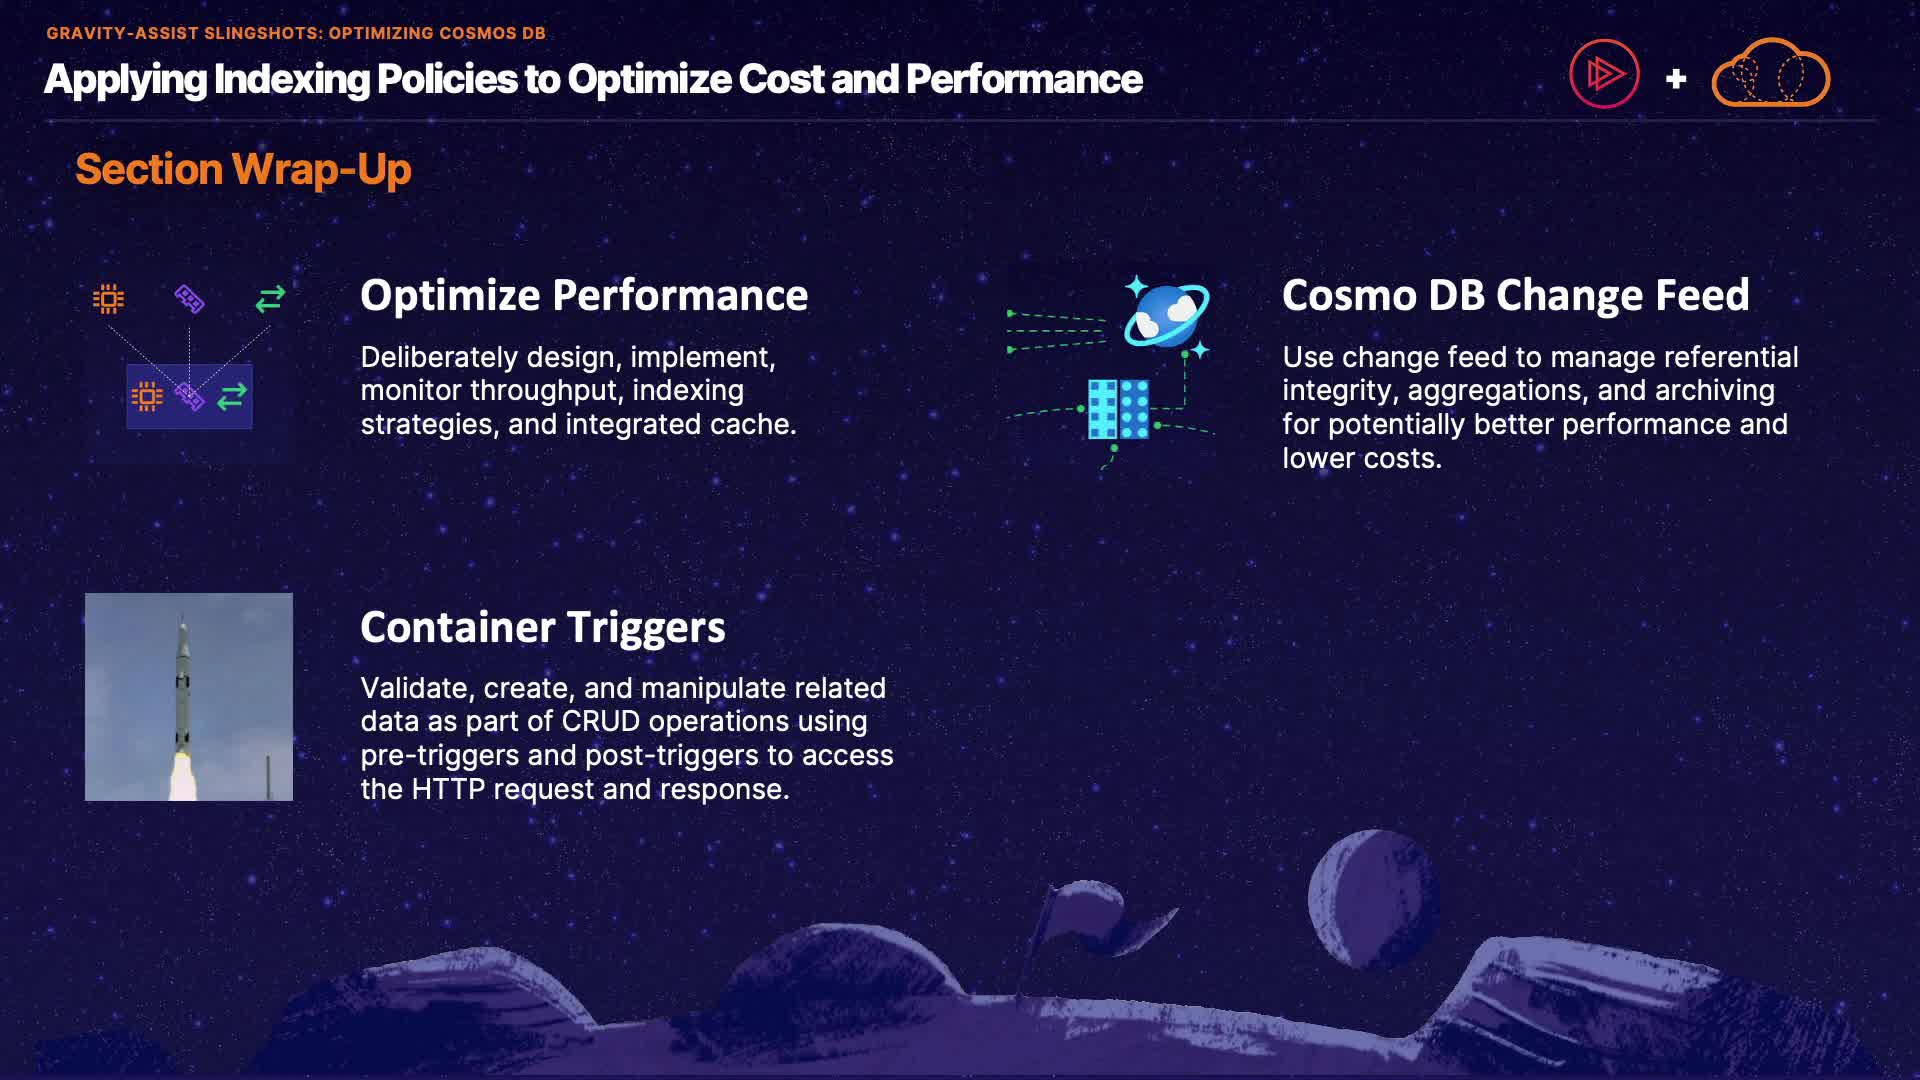 GRAVITY-ASSIST SLINGSHOTS: OPTIMIZING COSMOS DB
Applying Indexing Policies to Optimize Cost and Performance
+
Section Wrap-Up
Optimize Performance
Deliberately design, implement,
monitor throughput, indexing
strategies, and integrated cache.
Cosmo DB Change Feed
Use change feed to manage referential
integrity, aggregations, and archiving
for potentially better performance and
lower costs.
Container Triggers
Validate, create, and manipulate related
data as part of CRUD operations using
pre-triggers and post-triggers to access
the HTTP request and response.